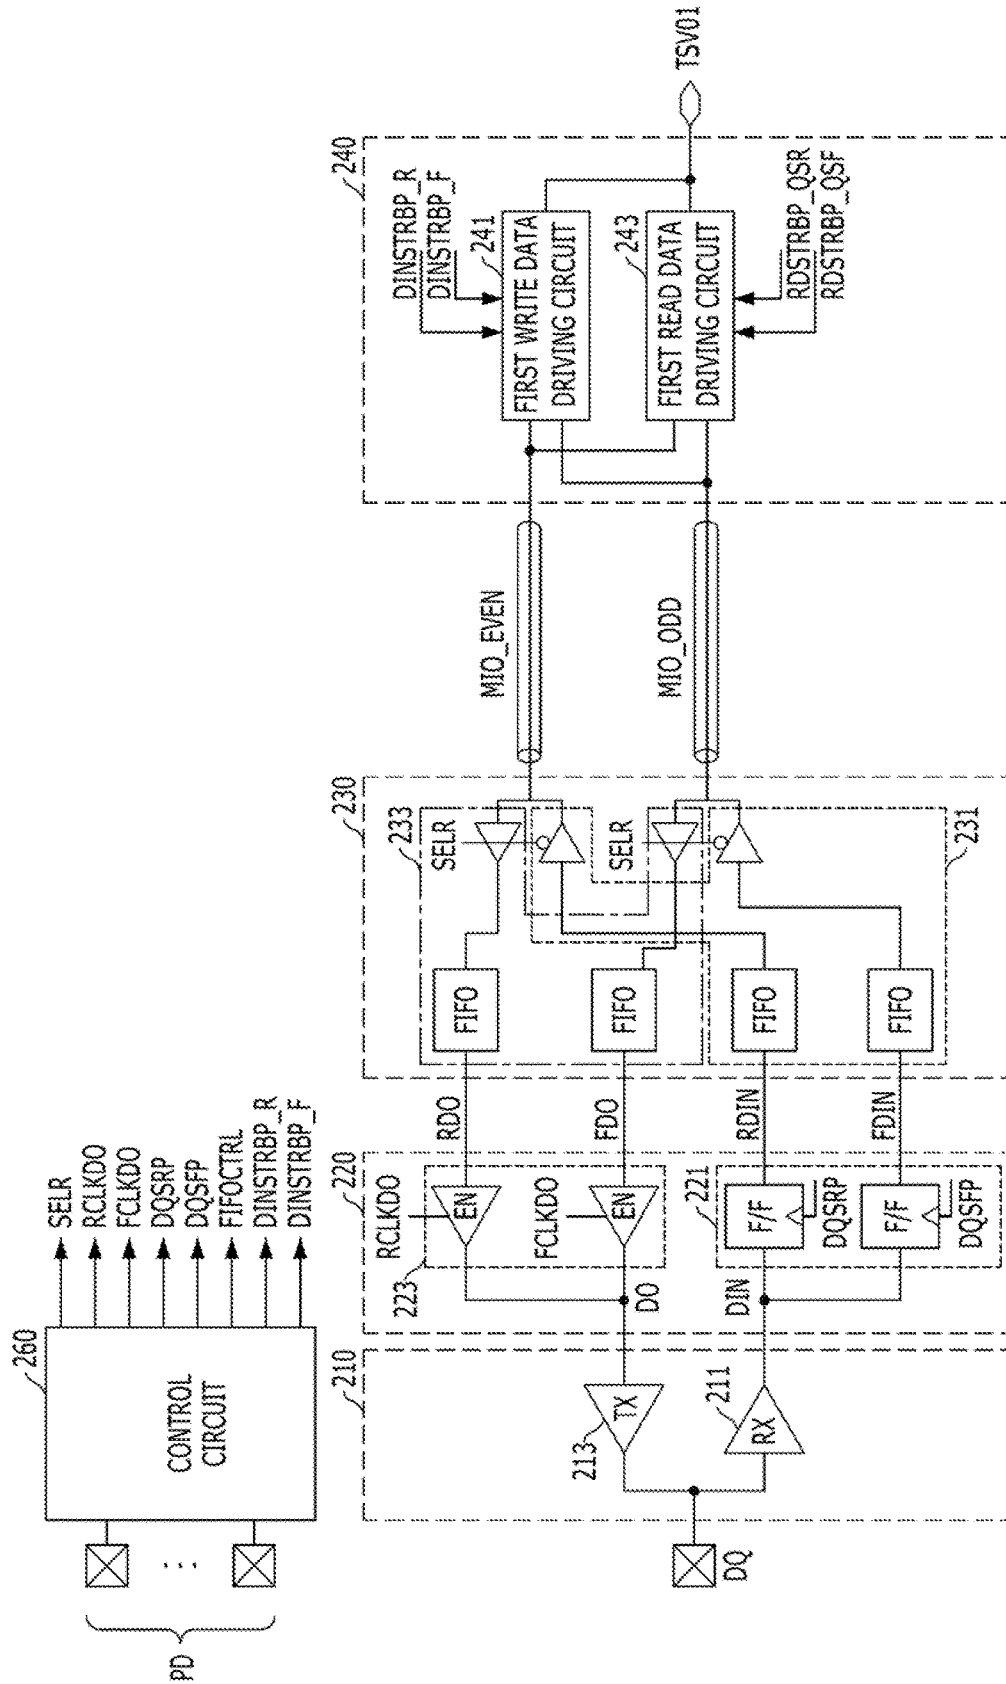 PD
260
CONTROL
CIRCUIT
SELR
RCLKDO
FCLKDO
DQSRP
DQSFP
FIFOCTRL
DINSTRBP_R
DINSTRBP_F
DQ
210
213
TX
211
RX
220
223
RCLKDO
EN
FCLKDO
EN
DO
DIN
221
F/F
DQSRP
F/F
DQSFP
RDO
FDO
RDIN
FDIN
230
233
FIFO
FIFO
FIFO
FIFO
SELR
SELR
231
MIO_EVEN
MIO_ODD
240
DINSTRBP_R
DINSTRBP_F
241
FIRST WRITE DATA
DRIVING CIRCUIT
243
FIRST READ DATA
DRIVING CIRCUIT
RDSTRBP_QSR
RDSTRBP_QSF
TSV01